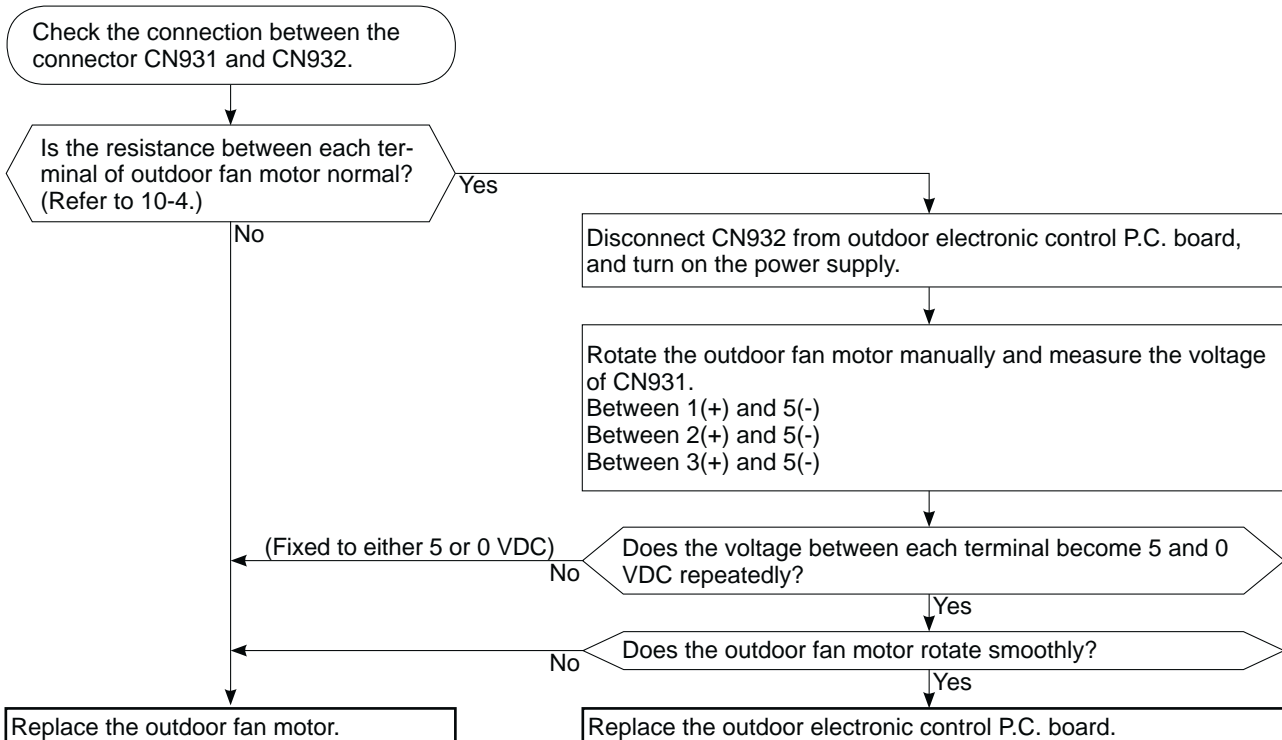 Check the connection between the
connector CN931 and CN932.
Is the resistance between each ter-
minal of outdoor fan motor normal?
(Refer to 10-4.)
Yes
No
Disconnect CN932 from outdoor electronic control P.C. board,
and turn on the power supply.
Rotate the outdoor fan motor manually and measure the voltage
of CN931.
Between 1(+) and 5(-)
Between 2(+) and 5(-)
Between 3(+) and 5(-)
(Fixed to either 5 or 0 VDC)
No
Does the voltage between each terminal become 5 and 0
VDC repeatedly?
Yes
No
Does the outdoor fan motor rotate smoothly?
Yes
Replace the outdoor fan motor.
Replace the outdoor electronic control P.C. board.